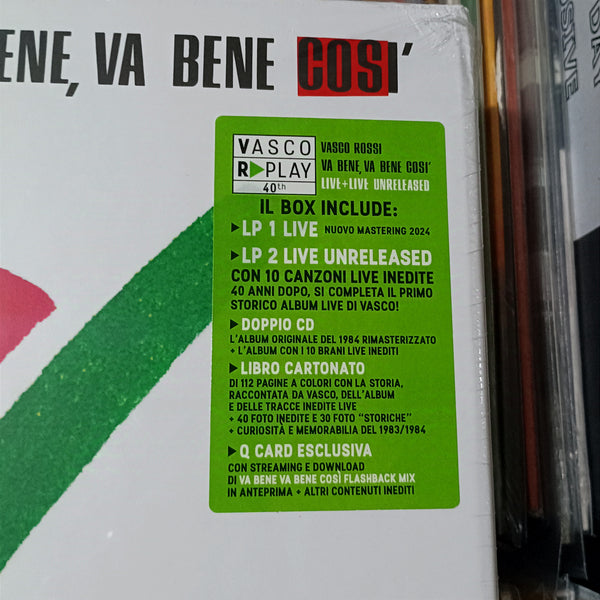 ENE, VA BENE COSI'
VASCO
R PLAY
40th
VASCO ROSSI
VA BENE, VA BENE COSI'
LIVE+LIVE UNRELEASED
IL BOX INCLUDE:
LP 1 LIVE NUOVO MASTERING 2024
LP 2 LIVE UNRELEASED
CON 10 CANZONI LIVE INEDITE
40 ANNI DOPO, SI COMPLETA IL PRIMO
STORICO ALBUM LIVE DI VASCO!
DOPPIO CD
L'ALBUM ORIGINALE DEL 1984 RIMASTERIZZATO
+ L'ALBUM CON I 10 BRANI LIVE INEDITI
LIBRO CARTONATO
DI 112 PAGINE A COLORI CON LA STORIA,
RACCONTATA DA VASCO, DELL'ALBUM
E DELLE TRACCE INEDITE LIVE
+ 40 FOTO INEDITE E 30 FOTO "STORICHE"
+ CURIOSITÀ E MEMORABILIA DEL 1983/1984
Q CARD ESCLUSIVA
CON STREAMING E DOWNLOAD
DI VA BENE VA BENE COSÌ FLASHBACK MIX
IN ANTEPRIMA + ALTRI CONTENUTI INEDITI